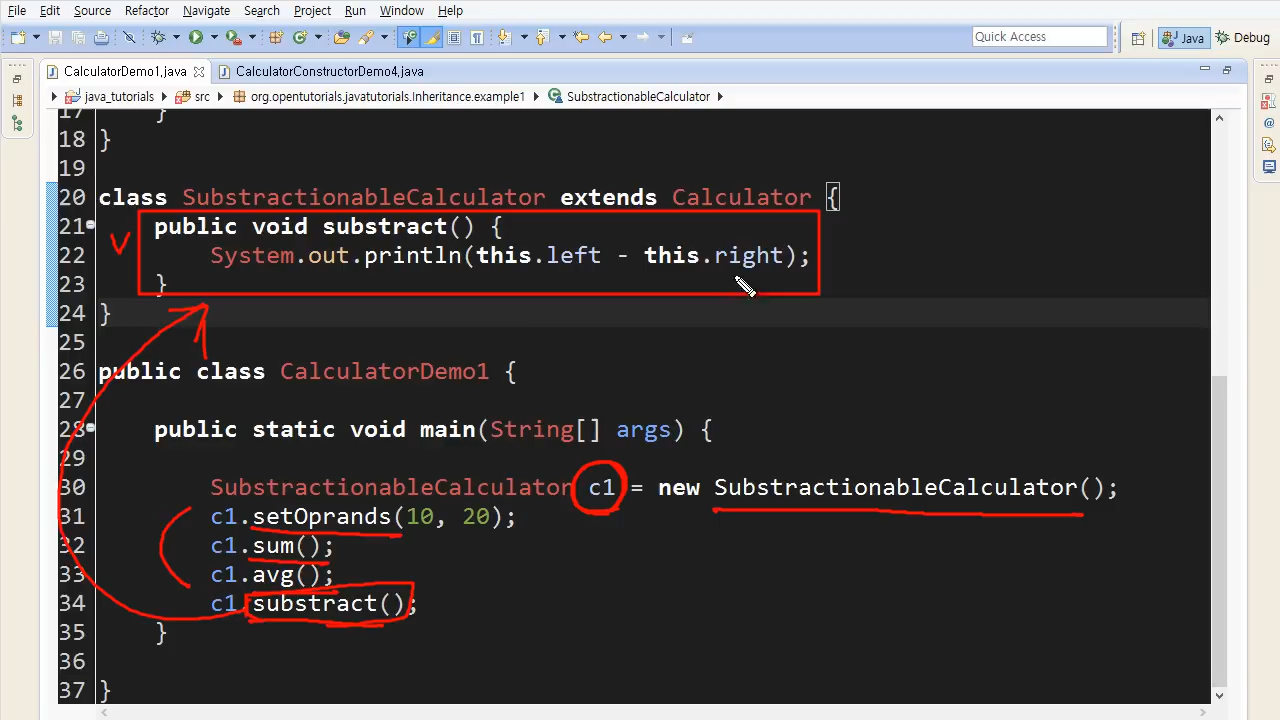 File Edit Source Refactor Navigate Search Project Run Window Help
Quick Access Java Debug
CalculatorDemo1.java CalculatorConstructorDemo4.java
java_tutorials src org.opentutorials.javatutorials.Inheritance.example1 SubstractionableCalculator
17 }
18 }
19
20 class SubstractionableCalculator extends Calculator {
21 public void substract() {
V
22 System.out.println(this.left - this.right);
23 }
24 }
25
26 public class CalculatorDemo1 {
27
28 public static void main(String[] args) {
29
30 SubstractionableCalculator c1 = new SubstractionableCalculator();
31 c1.setOprands(10, 20);
32 c1.sum();
33 c1.avg();
34 c1.substract();
35 }
36
37 }